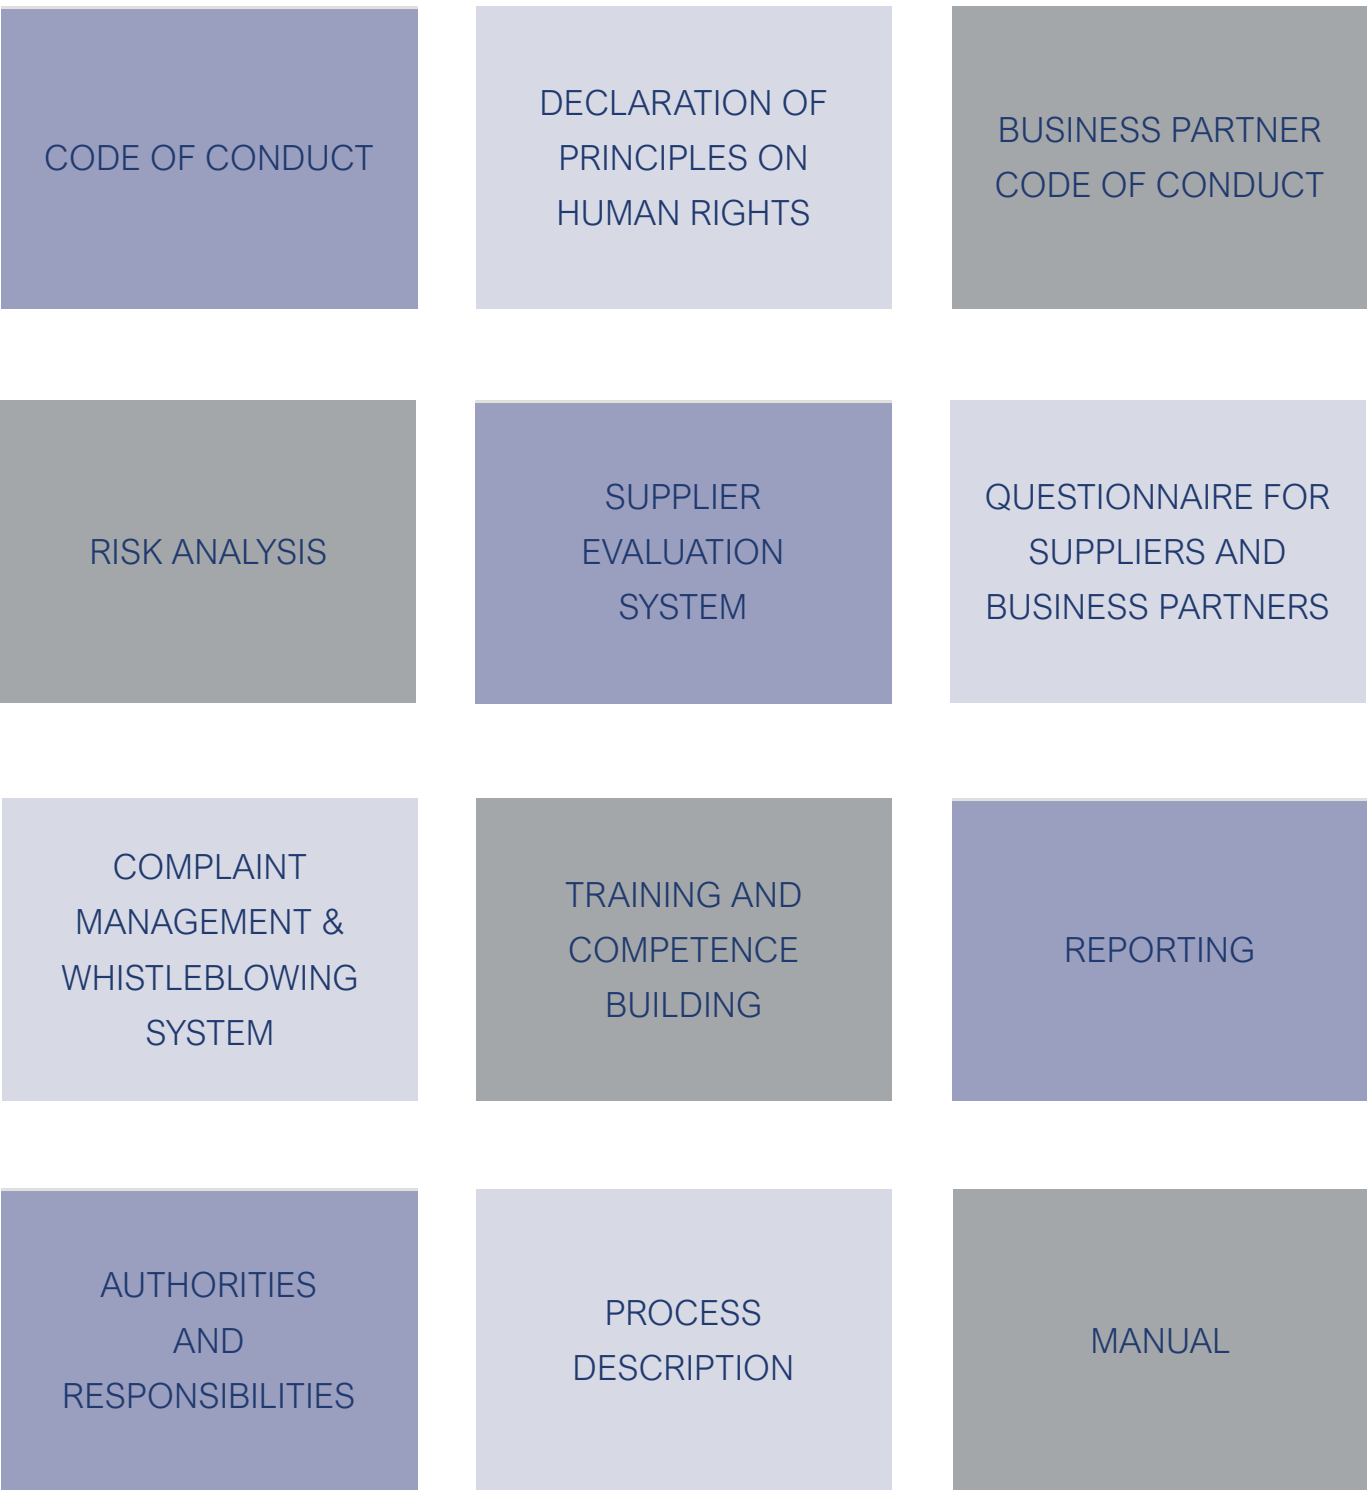 CODE OF CONDUCT
DECLARATION OF
PRINCIPLES ON
HUMAN RIGHTS
BUSINESS PARTNER
CODE OF CONDUCT
RISK ANALYSIS
SUPPLIER
EVALUATION
SYSTEM
QUESTIONNAIRE FOR
SUPPLIERS AND
BUSINESS PARTNERS
COMPLAINT
MANAGEMENT &
WHISTLEBLOWING
SYSTEM
TRAINING AND
COMPETENCE
BUILDING
REPORTING
AUTHORITIES
AND
RESPONSIBILITIES
PROCESS
DESCRIPTION
MANUAL